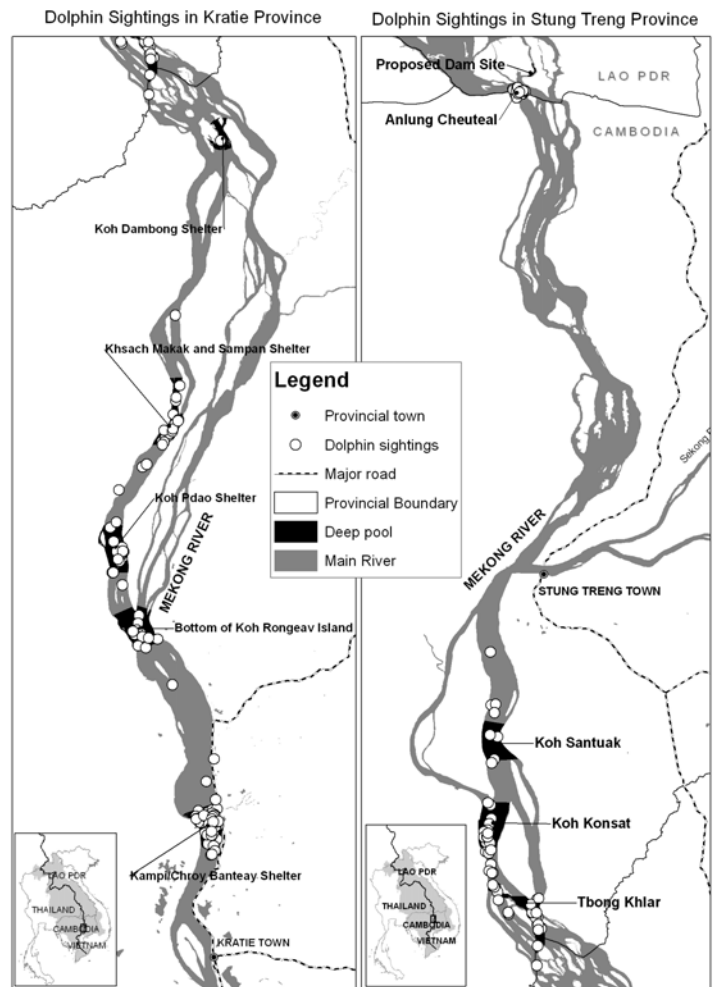 Dolphin Sightings in Kratie Province
Koh Dambong Shelter
Khsach Makak and Sampan Shelter
Koh Pdao Shelter
MEKONG RIVER
Bottom of Koh Rongeav Island
Kampi/Chroy Banteay Shelter
KRATIE TOWN
LAO PDR
THAILAND
CAMBODIA
VIETNAM
Legend
Provincial town
Dolphin sightings
Major road
Provincial Boundary
Deep pool
Main River
Dolphin Sightings in Stung Treng Province
Proposed Dam Site
LAO PDR
Anlung Cheuteal
CAMBODIA
Sekong
MEKONG RIVER
STUNG TRENG TOWN
Koh Santuak
Koh Konsat
Tbong Khlar
LAO PDR
THAILAND
CAMBODIA
VIETNAM